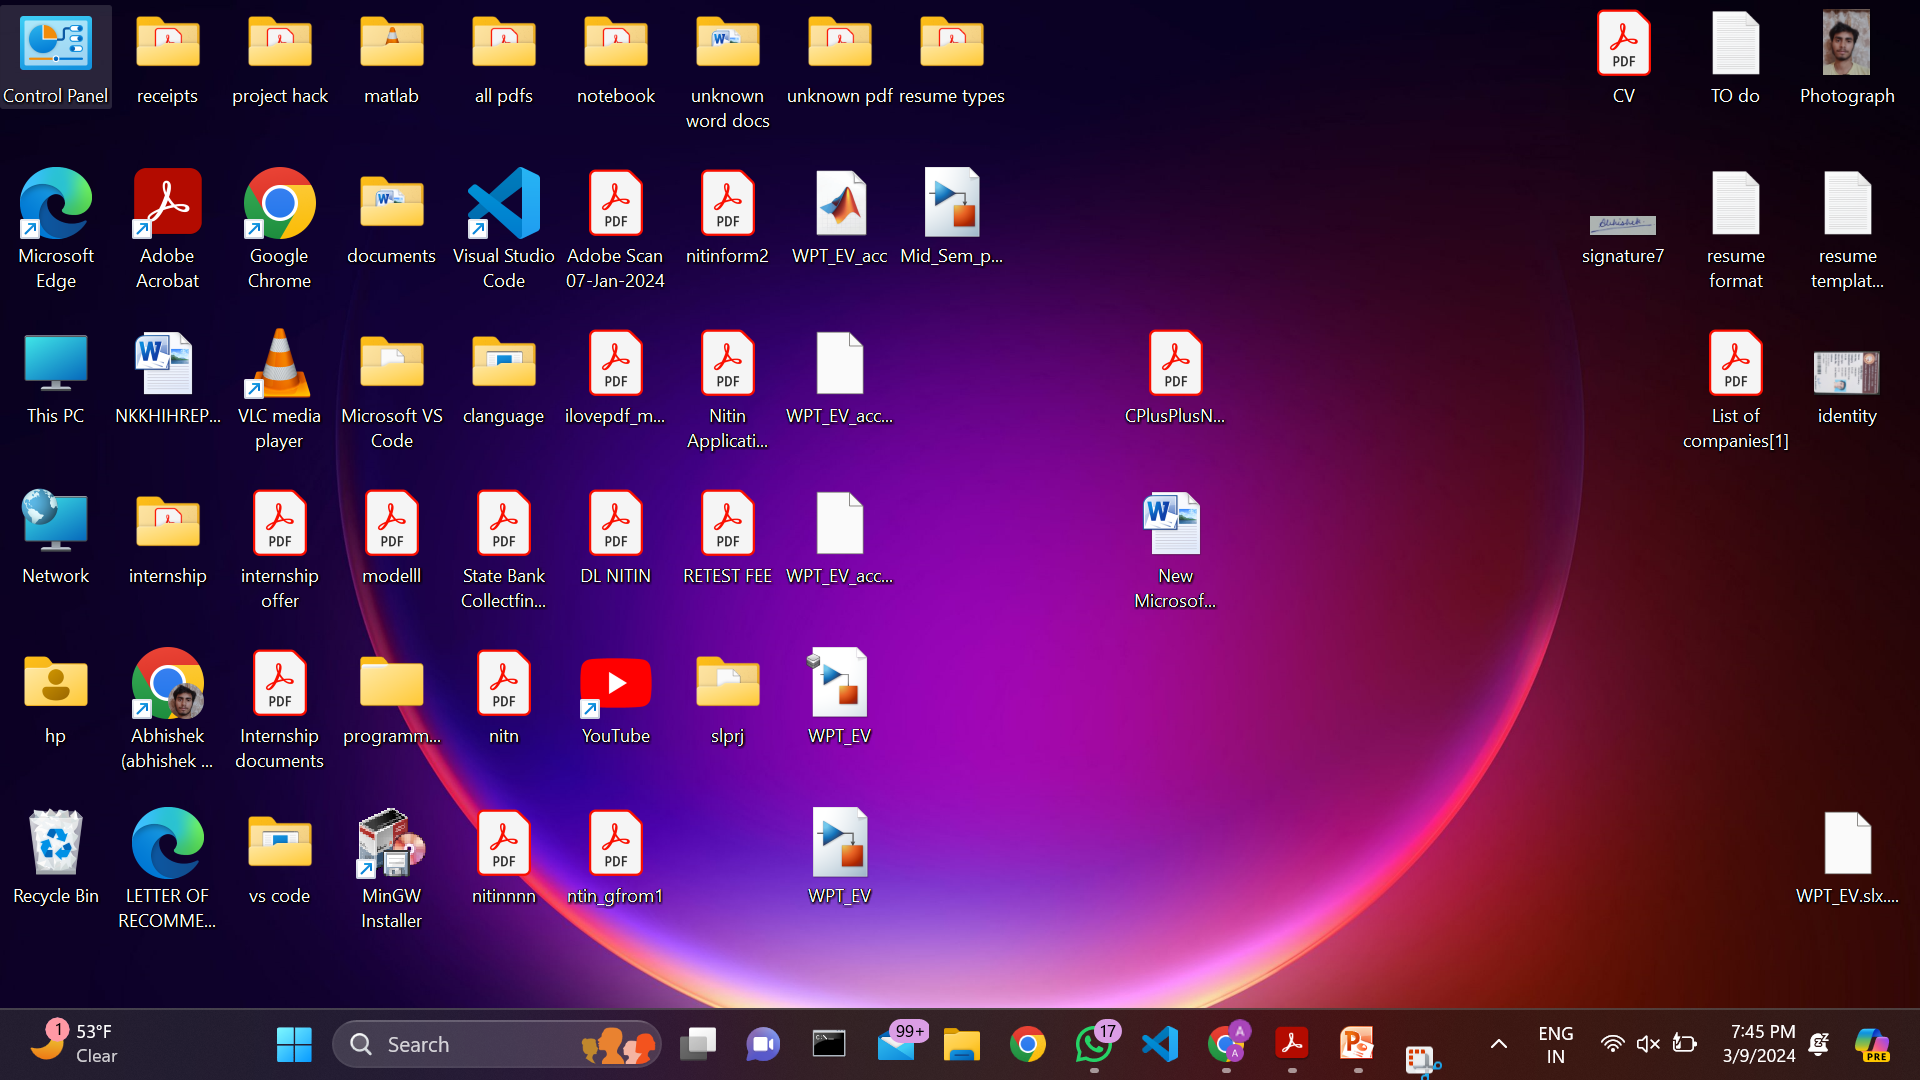 Control Panel
receipts
project hack
matlab
all pdfs
notebook
unknown
word docs
unknown pdf
resume types
CV
TO do
Photograph
Microsoft
Edge
Adobe
Acrobat
Google
Chrome
documents
Visual Studio
Code
Adobe Scan
07-Jan-2024
nitinform2
WPT_EV_acc
Mid_Sem_p...
Abhishek
signature7
resume
format
resume
templat...
This PC
NKKHIHREP...
VLC media
player
Microsoft VS
Code
clanguage
ilovepdf_m...
Nitin
Applicati...
WPT_EV_acc...
CPlusPlusN...
List of
companies[1]
identity
Network
internship
internship
offer
modelll
State Bank
Collectfin...
DL NITIN
RETEST FEE
WPT_EV_acc...
New
Microsof...
hp
Abhishek
(abhishek ...
Internship
documents
programm...
nitn
YouTube
slprj
WPT_EV
Recycle Bin
LETTER OF
RECOMME...
vs code
MinGW
Installer
nitinnnn
ntin_gfrom1
WPT_EV
WPT_EV.slx....
1
53°F
Clear
Search
99+
17
A
A
ENG
IN
7:45 PM
3/9/2024
PRE